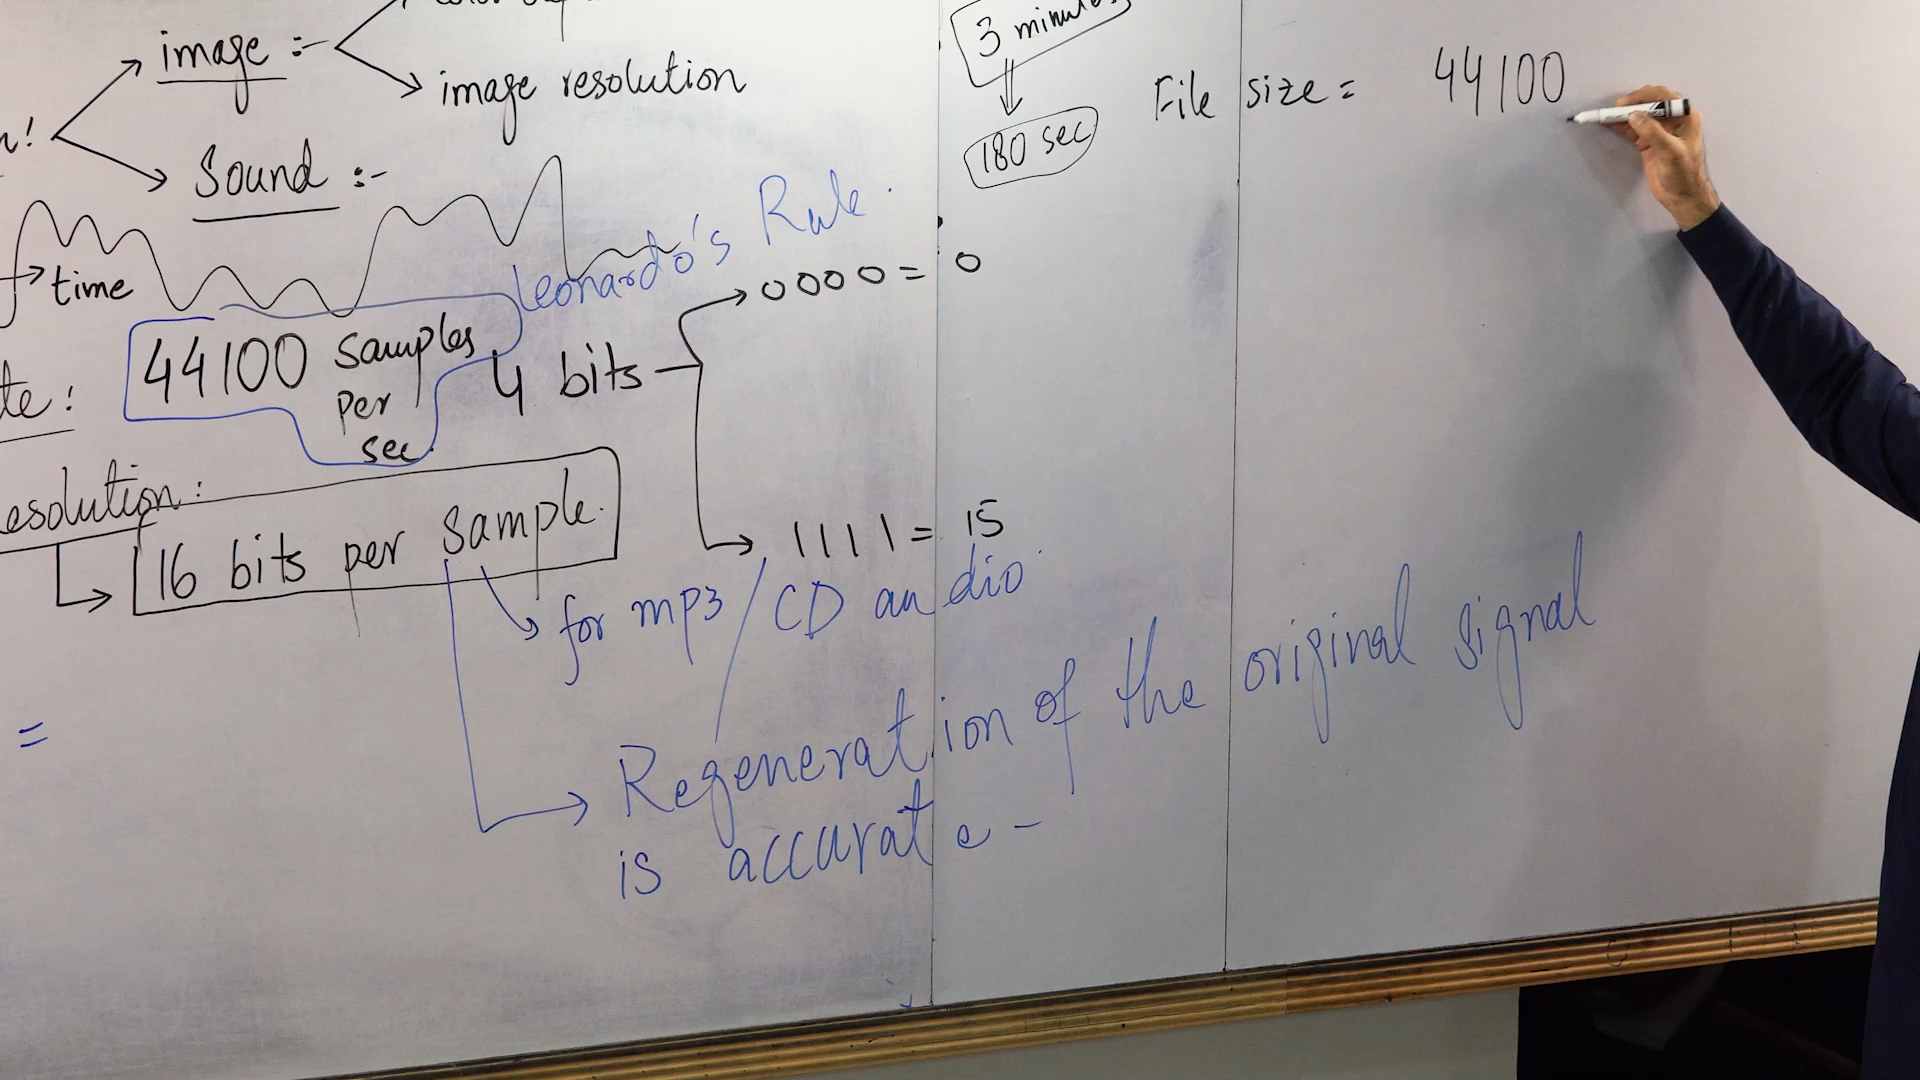 image :-
image resolution
Sound :-
time
44100 samples
per
sec
Leonardo's Rule.
4 bits
0000 = 0
1111 = 15
16 bits per sample.
for mp3/CD audio.
=
Regeneration of the original signal
is accurate -
3 minutes
180 sec
File size = 44100